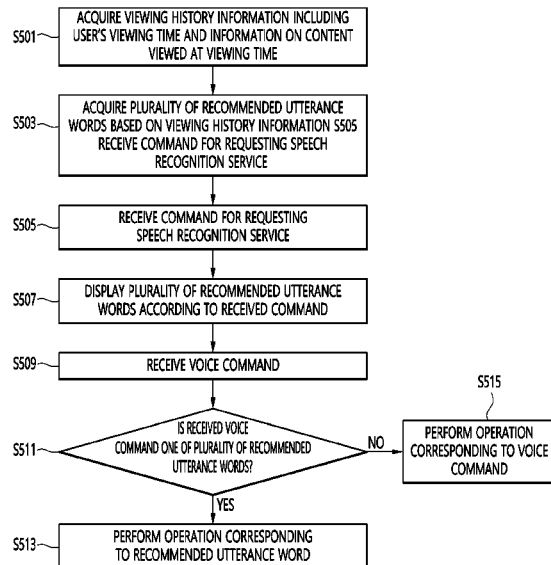 S501
ACQUIRE VIEWING HISTORY INFORMATION INCLUDING
USER'S VIEWING TIME AND INFORMATION ON CONTENT
VIEWED AT VIEWING TIME
S503
ACQUIRE PLURALITY OF RECOMMENDED UTTERANCE
WORDS BASED ON VIEWING HISTORY INFORMATION S505
RECEIVE COMMAND FOR REQUESTING
SPEECH RECOGNITION SERVICE
S505
RECEIVE COMMAND FOR REQUESTING
SPEECH RECOGNITION SERVICE
S507
DISPLAY PLURALITY OF RECOMMENDED UTTERANCE
WORDS ACCORDING TO RECEIVED COMMAND
S509
RECEIVE VOICE COMMAND
S511
IS RECEIVED VOICE
COMMAND ONE OF PLURALITY OF RECOMMENDED
UTTERANCE WORDS?
NO
S515
PERFORM OPERATION
CORRESPONDING TO VOICE
COMMAND
YES
S513
PERFORM OPERATION CORRESPONDING
TO RECOMMENDED UTTERANCE WORD